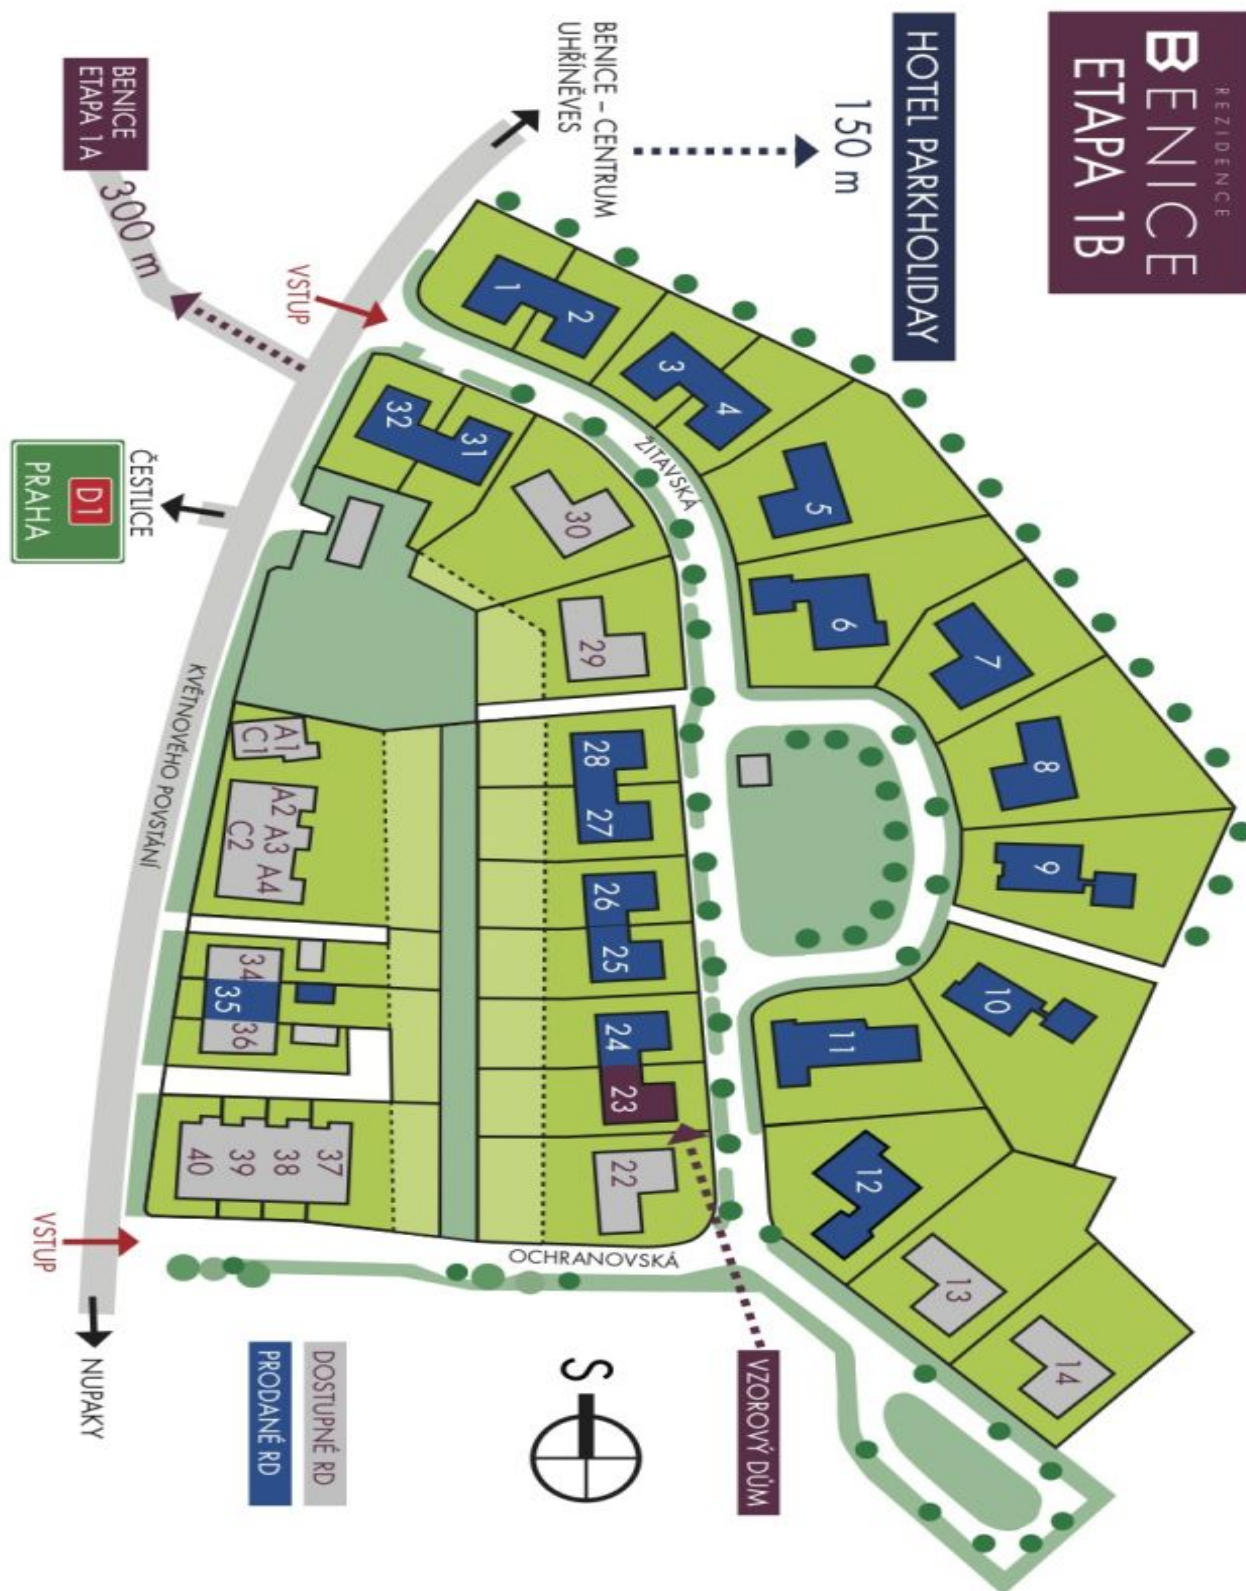 REZIDENCE
BENICE
ETAPA 1B
HOTEL PARKHOLIDAY
150 m
BENICE – CENTRUM
UHŘÍNĚVES
BENICE
ETAPA 1A
300 m
VSTUP
ČESTLICE
D1
PRAHA
ŽITAVSKÁ
KVĚTNOVÉHO POVSTÁNÍ
OCHRANOVSKÁ
1
2
3
4
5
6
7
8
9
10
11
12
13
14
22
23
24
25
26
27
28
29
30
31
32
A1
C1
A2 A3 A4
C2
34
35
36
37
38
39
40
VSTUP
NUPAKY
VZOROVÝ DŮM
S
DOSTUPNÉ RD
PRODANÉ RD